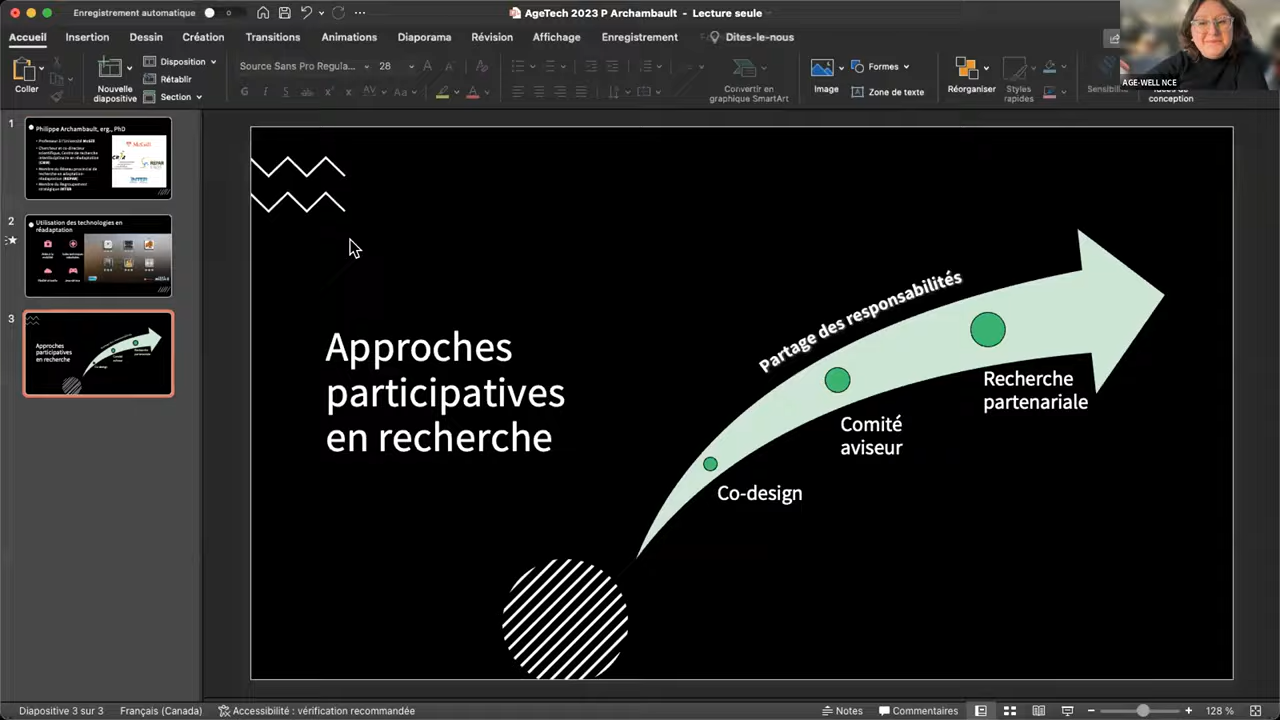 Enregistrement automatique
AgeTech 2023 P Archambault - Lecture seule
Accueil Insertion Dessin Création Transitions Animations Diaporama Révision Affichage Enregistrement Dites-le-nous
Coller
Nouvelle
diapositive
Disposition
Rétablir
Section
Source Sans Pro Regula... 28
Convertir en
graphique SmartArt
Image
Formes
Zone de texte
Réorganiser
Styles
rapides
conception
AGE-WELL NCE
1
Philippe Archambault, erg., PhD
2
Utilisation des technologies en
réadaptation
3
Approches
participatives
en recherche
Approches
participatives
en recherche
Partage des responsabilités
Co-design
Comité
aviseur
Recherche
partenariale
Diapositive 3 sur 3 Français (Canada) Accessibilité : vérification recommandée Notes Commentaires 128 %